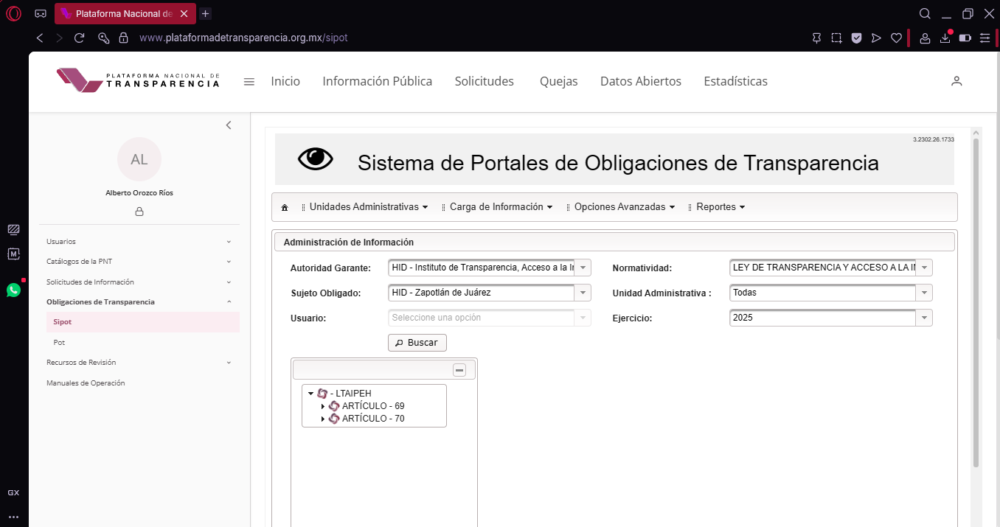 Plataforma Nacional de
www.plataformadetransparencia.org.mx/sipot
PLATAFORMA NACIONAL DE
TRANSPARENCIA
Inicio
Información Pública
Solicitudes
Quejas
Datos Abiertos
Estadísticas
AL
Alberto Orozco Ríos
Usuarios
Catálogos de la PNT
Solicitudes de Información
Obligaciones de Transparencia
Sipot
Pot
Recursos de Revisión
Manuales de Operación
M
GX
3.2302.26.1733
Sistema de Portales de Obligaciones de Transparencia
Unidades Administrativas
Carga de Información
Opciones Avanzadas
Reportes
Administración de Información
Autoridad Garante:
HID - Instituto de Transparencia, Acceso a la
Normatividad:
LEY DE TRANSPARENCIA Y ACCESO A LA
Sujeto Obligado:
HID - Zapotlán de Juárez
Unidad Administrativa :
Todas
Usuario:
Seleccione una opción
Ejercicio:
2025
Buscar
- LTAIPEH
ARTÍCULO - 69
ARTÍCULO - 70